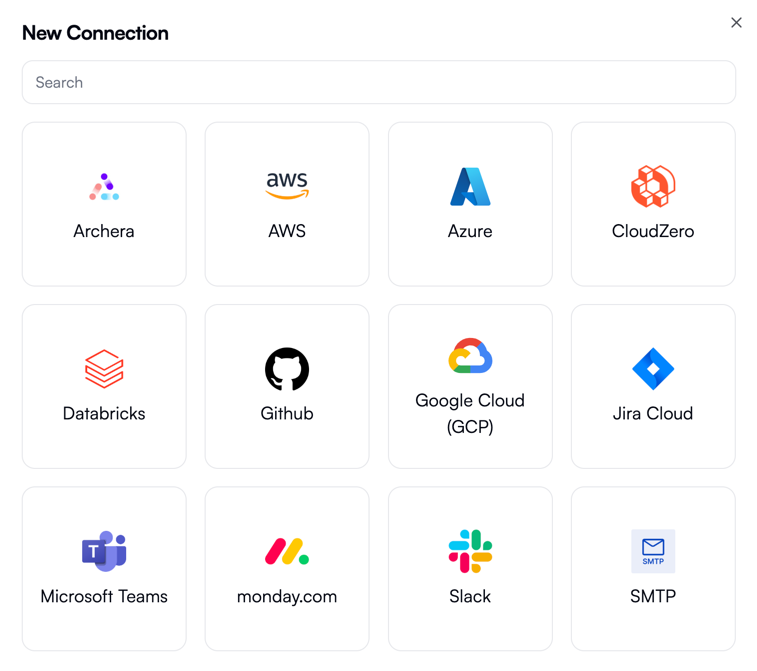 New Connection
Search
aws
Archera
AWS
Azure
CloudZero
Databricks
Github
Google Cloud
(GCP)
Jira Cloud
T
SMTP
Microsoft Teams
monday.com
Slack
SMTP